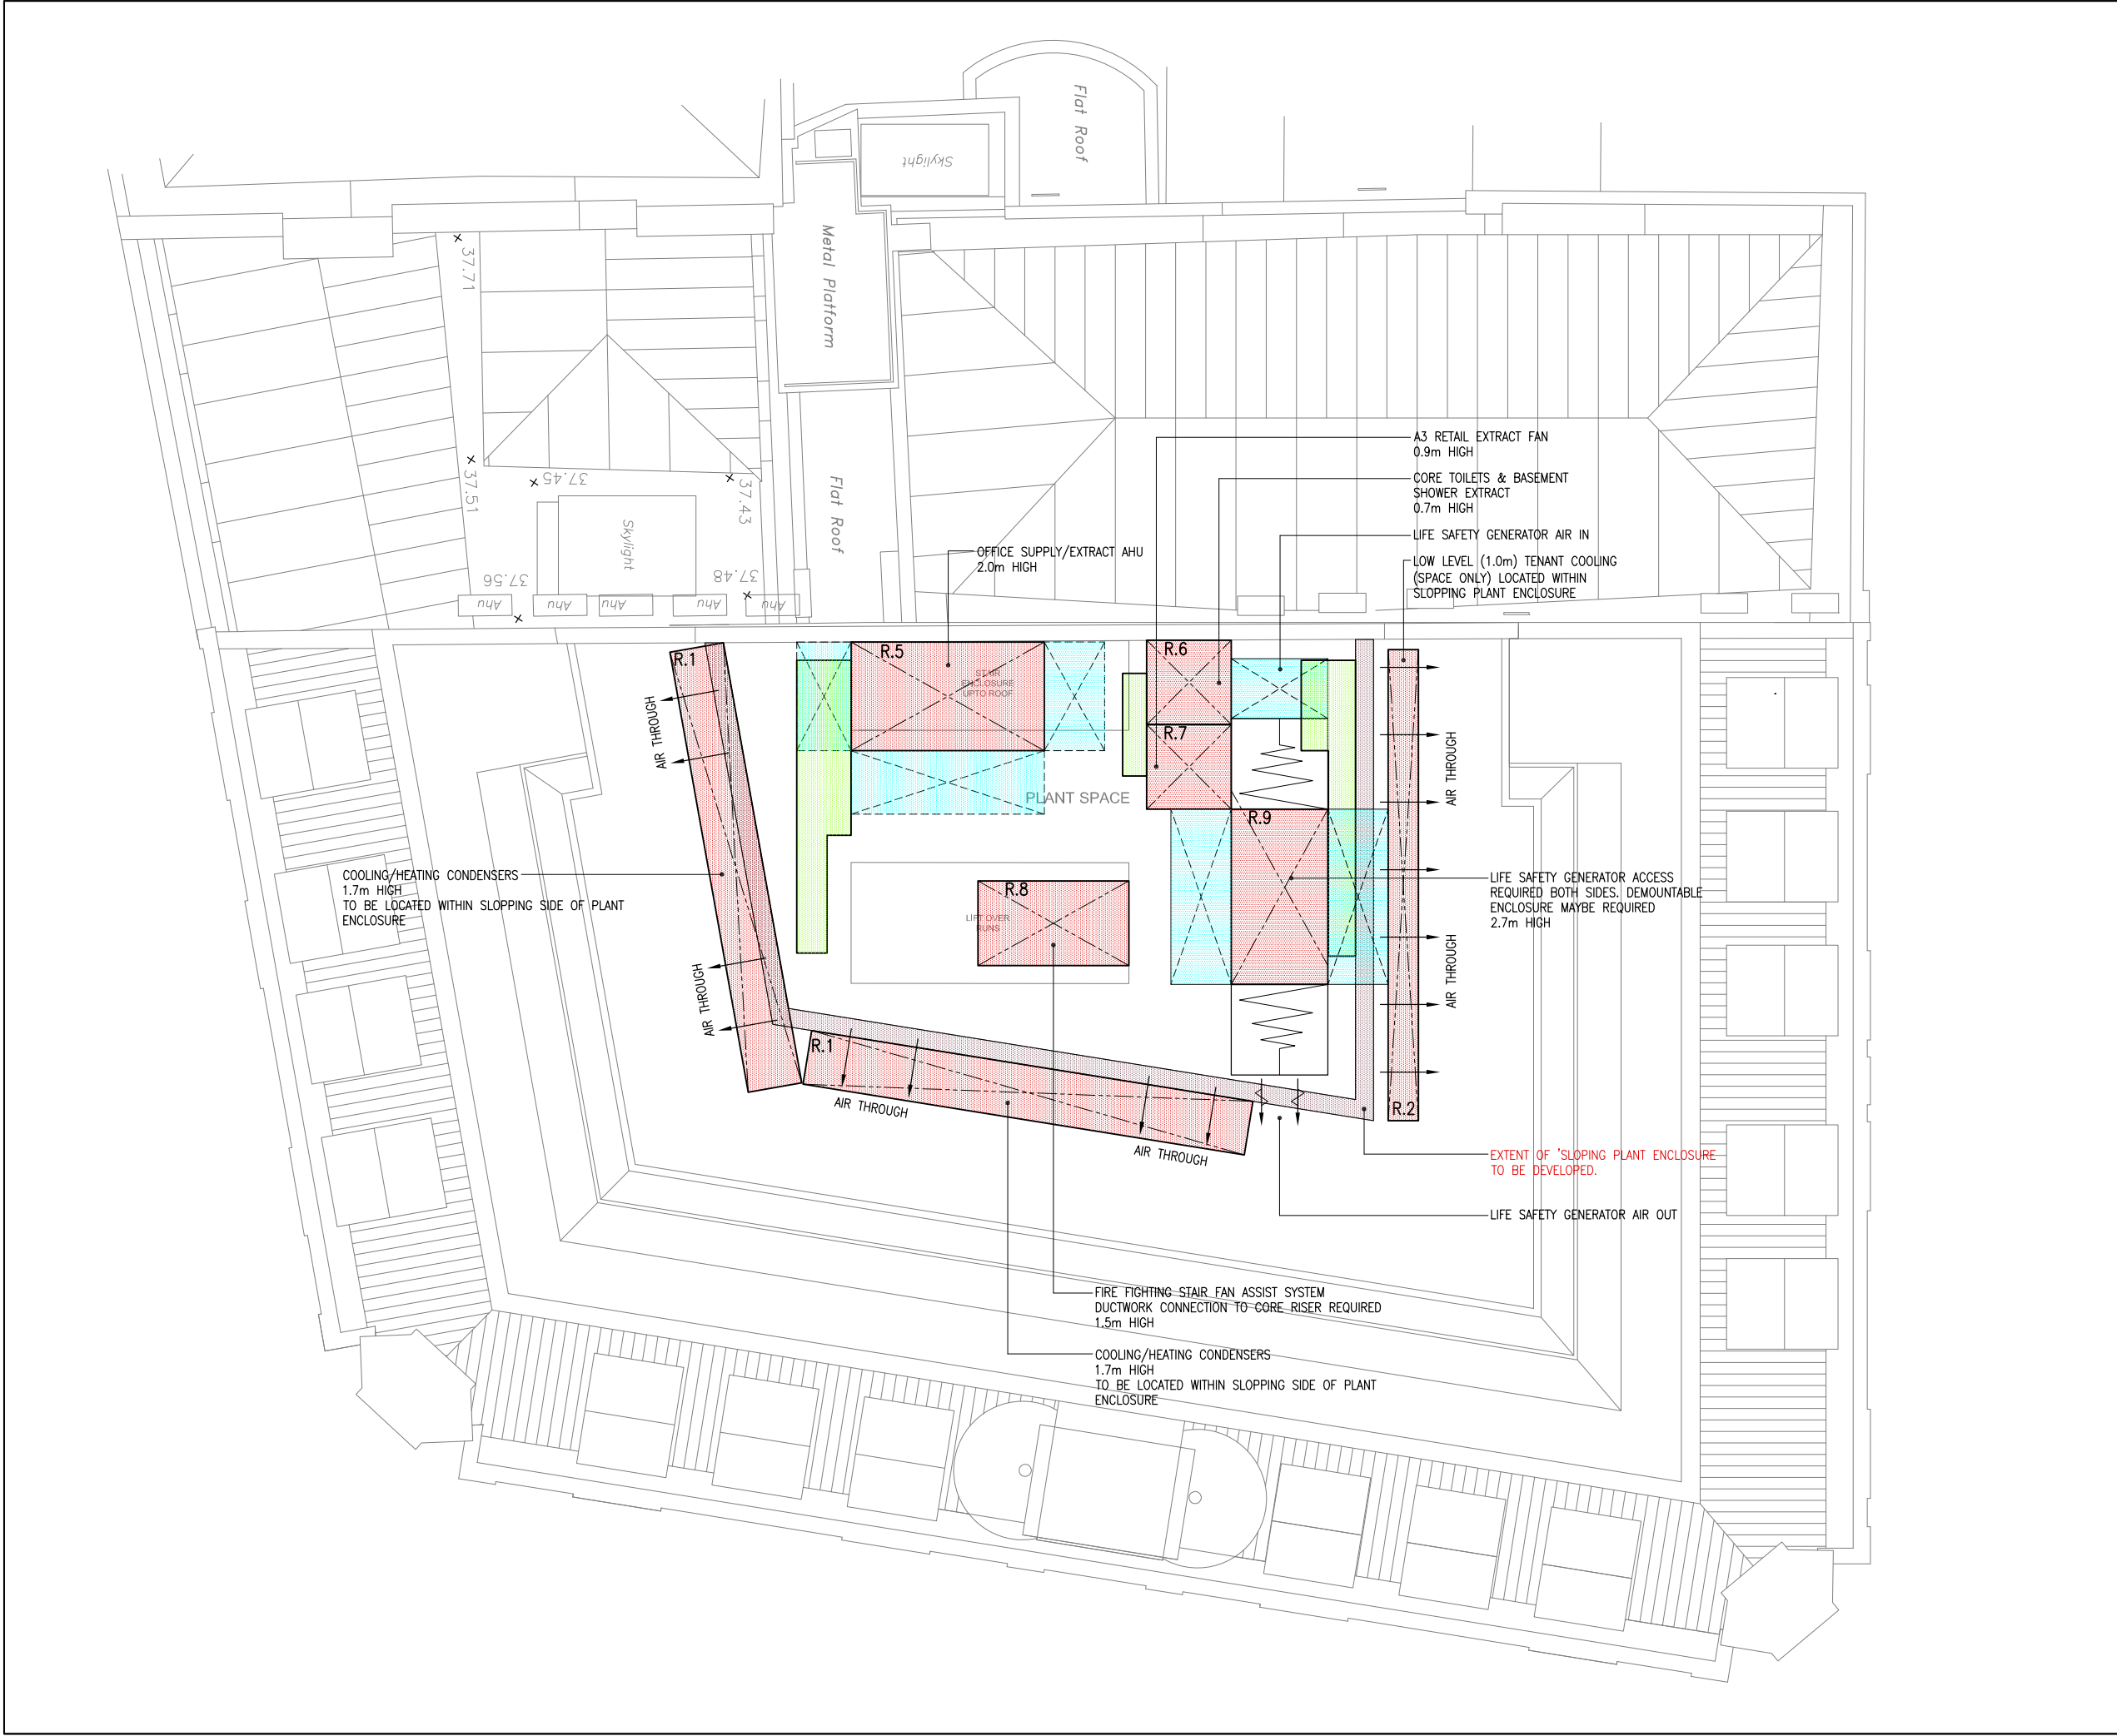 Flat Roof
Skylight
Metal Platform
37.71
37.51
37.45
37.43
Flat Roof
Skylight
37.56
37.48
Ahu
Ahu
Ahu
Ahu
Ahu
A3 RETAIL EXTRACT FAN
0.9m HIGH
CORE TOILETS & BASEMENT
SHOWER EXTRACT
0.7m HIGH
LIFE SAFETY GENERATOR AIR IN
LOW LEVEL (1.0m) TENANT COOLING
(SPACE ONLY) LOCATED WITHIN
SLOPPING PLANT ENCLOSURE
OFFICE SUPPLY/EXTRACT AHU
2.0m HIGH
R.1
R.5
R.6
STAIR
ENCLOSURE
UPTO ROOF
AIR THROUGH
R.7
AIR THROUGH
PLANT SPACE
R.9
COOLING/HEATING CONDENSERS
1.7m HIGH
TO BE LOCATED WITHIN SLOPPING SIDE OF PLANT
ENCLOSURE
R.8
LIFT OVER
RUNS
LIFE SAFETY GENERATOR ACCESS
REQUIRED BOTH SIDES. DEMOUNTABLE
ENCLOSURE MAYBE REQUIRED
2.7m HIGH
AIR THROUGH
AIR THROUGH
R.1
AIR THROUGH
AIR THROUGH
R.2
EXTENT OF 'SLOPING PLANT ENCLOSURE
TO BE DEVELOPED.
LIFE SAFETY GENERATOR AIR OUT
FIRE FIGHTING STAIR FAN ASSIST SYSTEM
DUCTWORK CONNECTION TO CORE RISER REQUIRED
1.5m HIGH
COOLING/HEATING CONDENSERS
1.7m HIGH
TO BE LOCATED WITHIN SLOPPING SIDE OF PLANT
ENCLOSURE